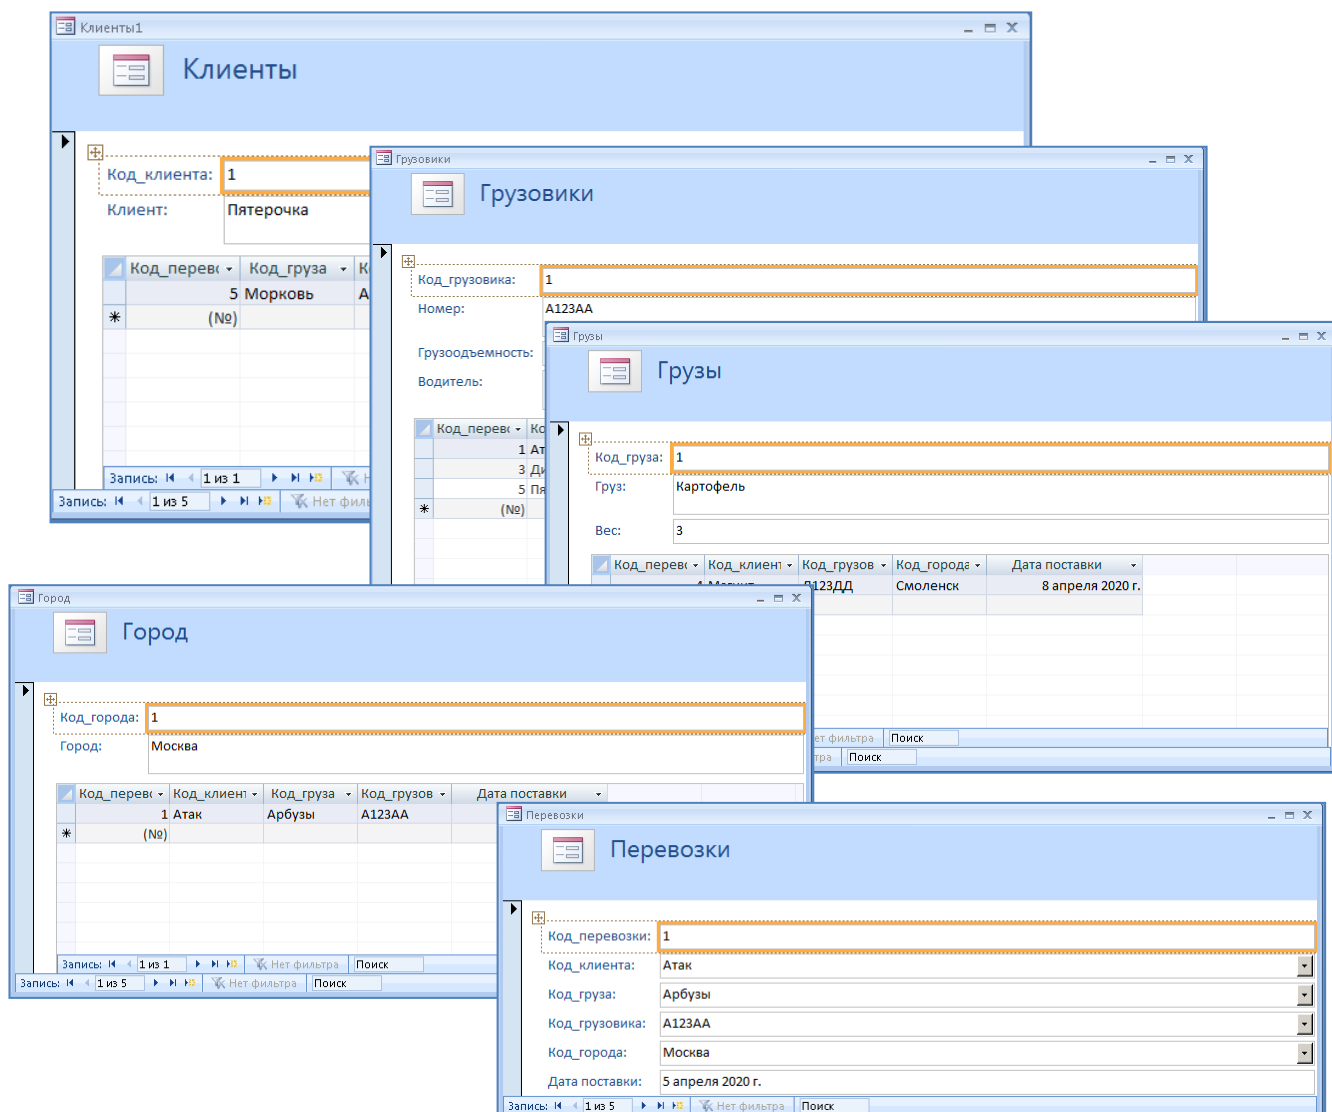 Клиенты1
Клиенты
Код_клиента: 1
Клиент: Пятерочка
Код_перев Код_груза
5 Морковь
(№)
Запись: 1 из 1
Запись: 1 из 5 Нет
Грузовики
Грузовики
Код_грузовика: 1
Номер: А123АА
Грузоодъемность:
Водитель:
Код_перев
1
3
5
(№)
Грузы
Грузы
Код_груза: 1
Груз: Картофель
Вес: 3
Код_перев Код_клиент Код_грузов Код_города Дата поставки
123ДД Смоленск 8 апреля 2020 г.
фильтра Поиск
Поиск
Город
Город
Код_города: 1
Город: Москва
Код_перев Код_клиент Код_груза Код_грузов Дата поставки
1 Атак Арбузы А123АА
(№)
Запись: 1 из 1 Нет фильтра Поиск
Запись: 1 из 5 Нет фильтра Поиск
Перевозки
Перевозки
Код_перевозки: 1
Код_клиента: Атак
Код_груза: Арбузы
Код_грузовика: А123АА
Код_города: Москва
Дата поставки: 5 апреля 2020 г.
Запись: 1 из 5 Нет фильтра Поиск